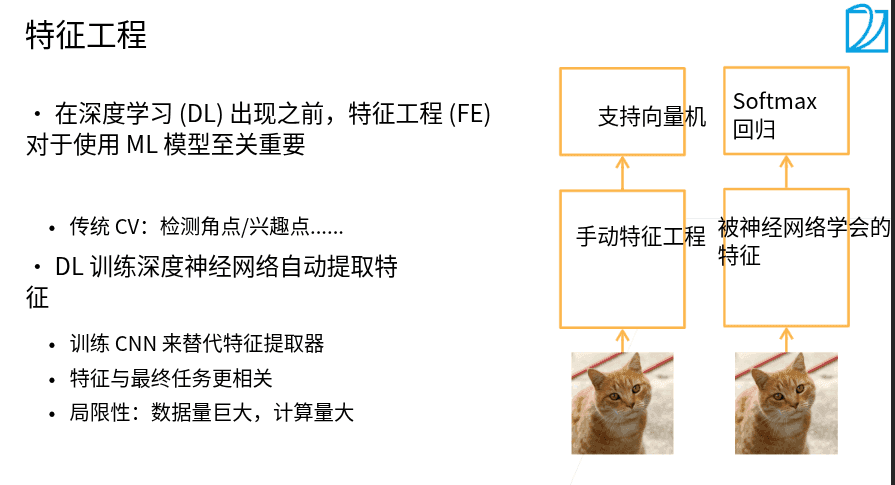 特征工程
• 在深度学习 (DL) 出现之前，特征工程 (FE)
对于使用 ML 模型至关重要
• 传统 CV：检测角点/兴趣点......
• DL 训练深度神经网络自动提取特
征
• 训练 CNN 来替代特征提取器
• 特征与最终任务更相关
• 局限性：数据量巨大，计算量大
支持向量机
手动特征工程
Softmax
回归
被神经网络学会的
特征